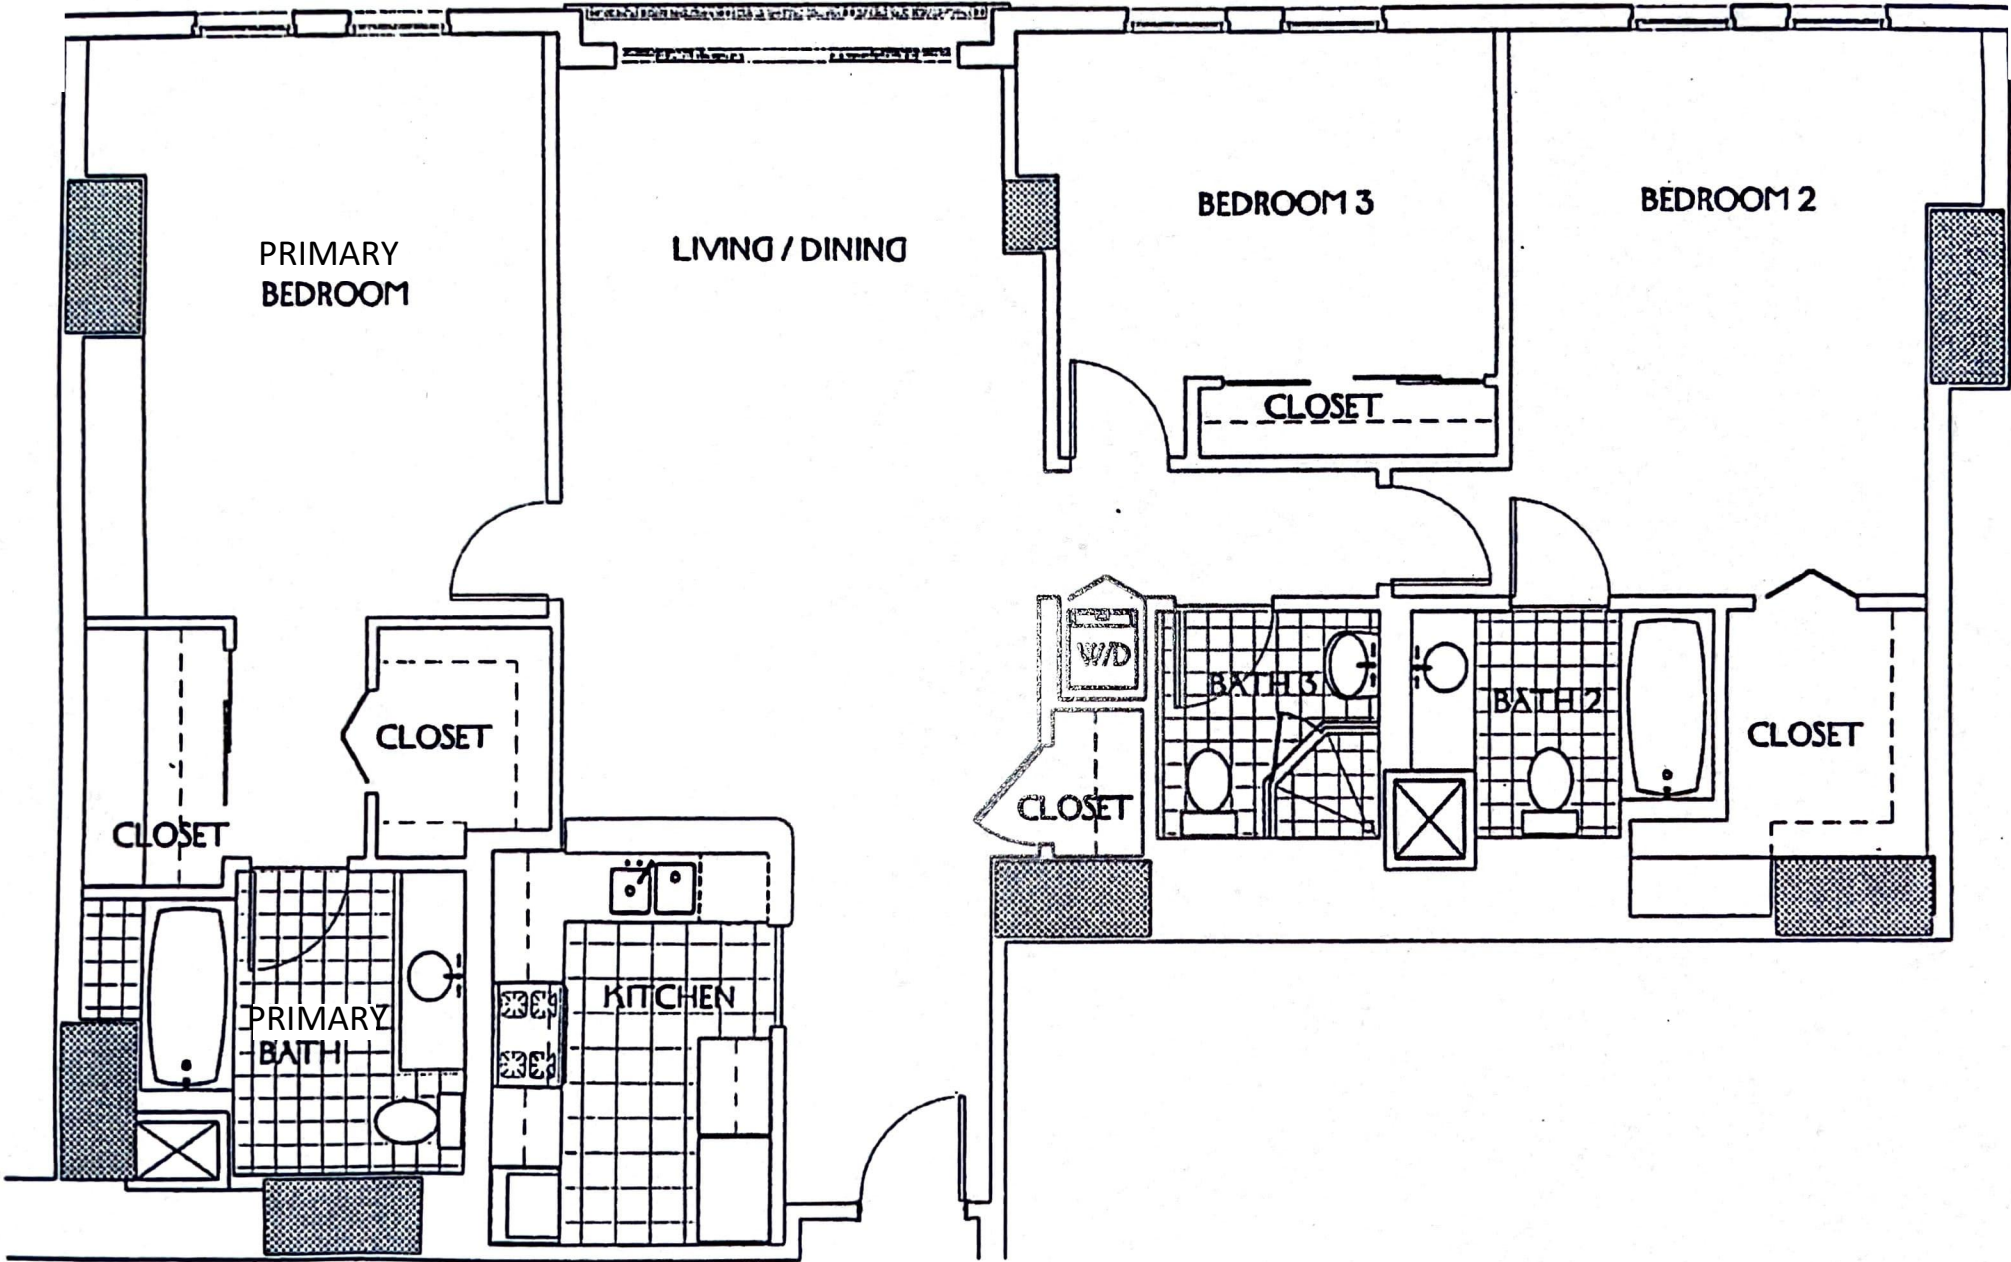 PRIMARY
BEDROOM
LIVING / DINING
BEDROOM 3
BEDROOM 2
CLOSET
CLOSET
CLOSET
W/D
CLOSET
BATH 3
BATH 2
CLOSET
KITCHEN
PRIMARY
BATH